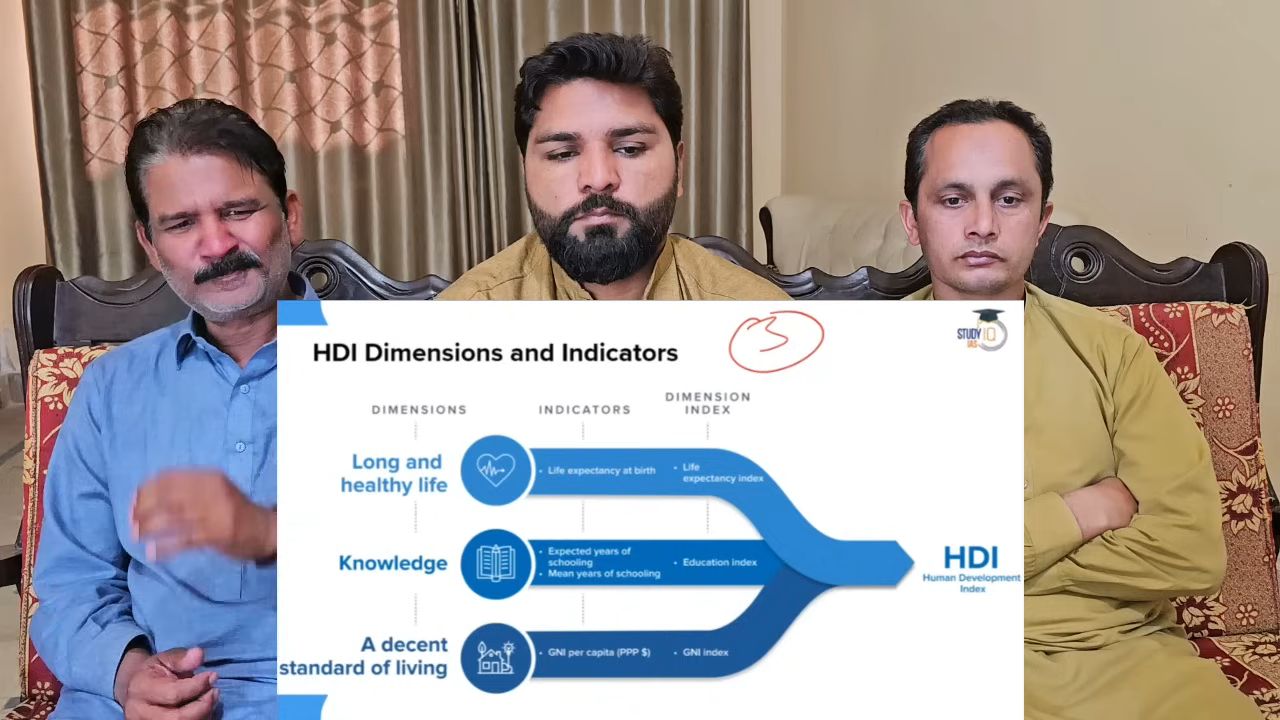 3
STUDY IQ
IAS
HDI Dimensions and Indicators
DIMENSIONS
INDICATORS
DIMENSION
INDEX
Long and
healthy life
• Life expectancy at birth
• Life
expectancy index
Knowledge
• Expected years of
schooling
• Mean years of schooling
• Education index
HDI
Human Development
Index
A decent
standard of living
• GNI per capita (PPP $)
• GNI index